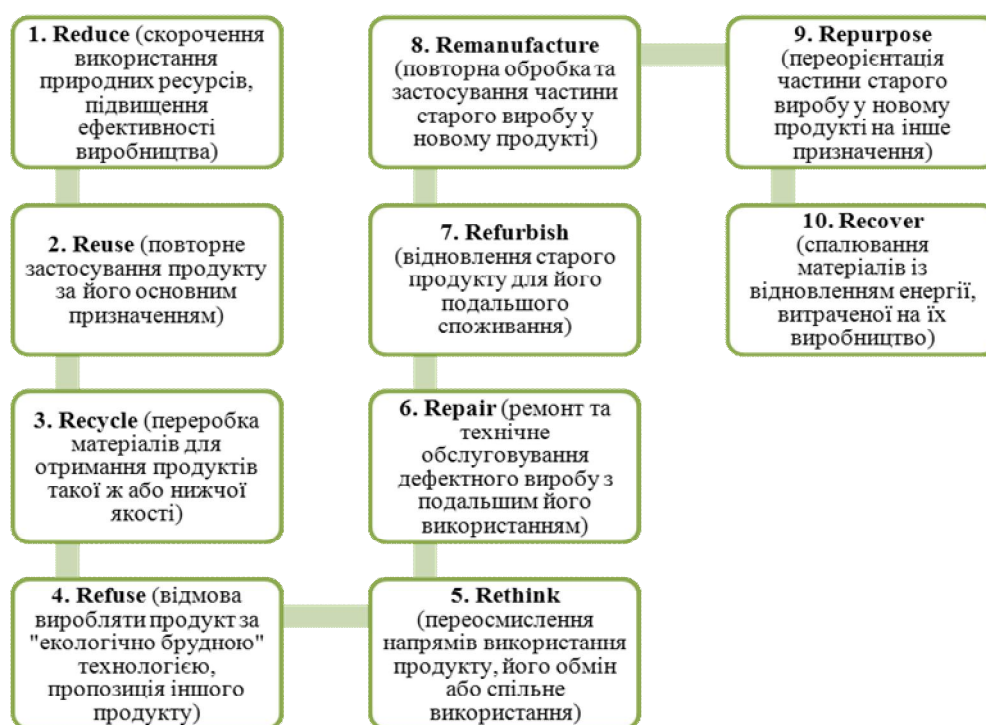 1. Reduce (скорочення
використання
природних ресурсів,
підвищення
ефективності
виробництва)
2. Reuse (повторне
застосування продукту
за його основним
призначенням)
3. Recycle (переробка
матеріалів для
отримання продуктів
такої ж або нижчої
якості)
4. Refuse (відмова
виробляти продукт за
"екологічно брудною"
технологією,
пропозиція іншого
продукту)
5. Rethink
(переосмислення
напрямів використання
продукту, його обмін
або спільне
використання)
6. Repair (ремонт та
технічне
обслуговування
дефектного виробу з
подальшим його
використанням)
7. Refurbish
(відновлення старого
продукту для його
подальшого
споживання)
8. Remanufacture
(повторна обробка та
застосування частини
старого виробу у
новому продукті)
9. Repurpose
(переорієнтація
частини старого
виробу у новому
продукті на інше
призначення)
10. Recover
(спалювання
матеріалів із
відновленням енергії,
витраченої на їх
виробництво)